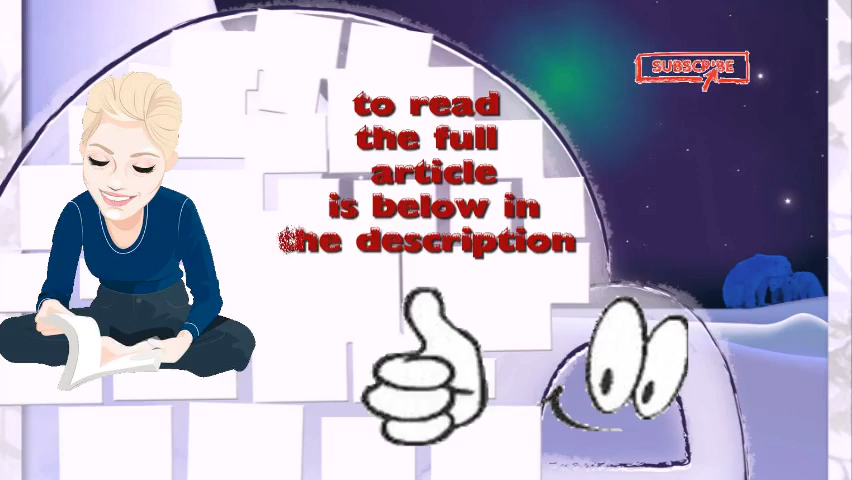 SUBSCRIBE
to read
the full
article
is below in
the description